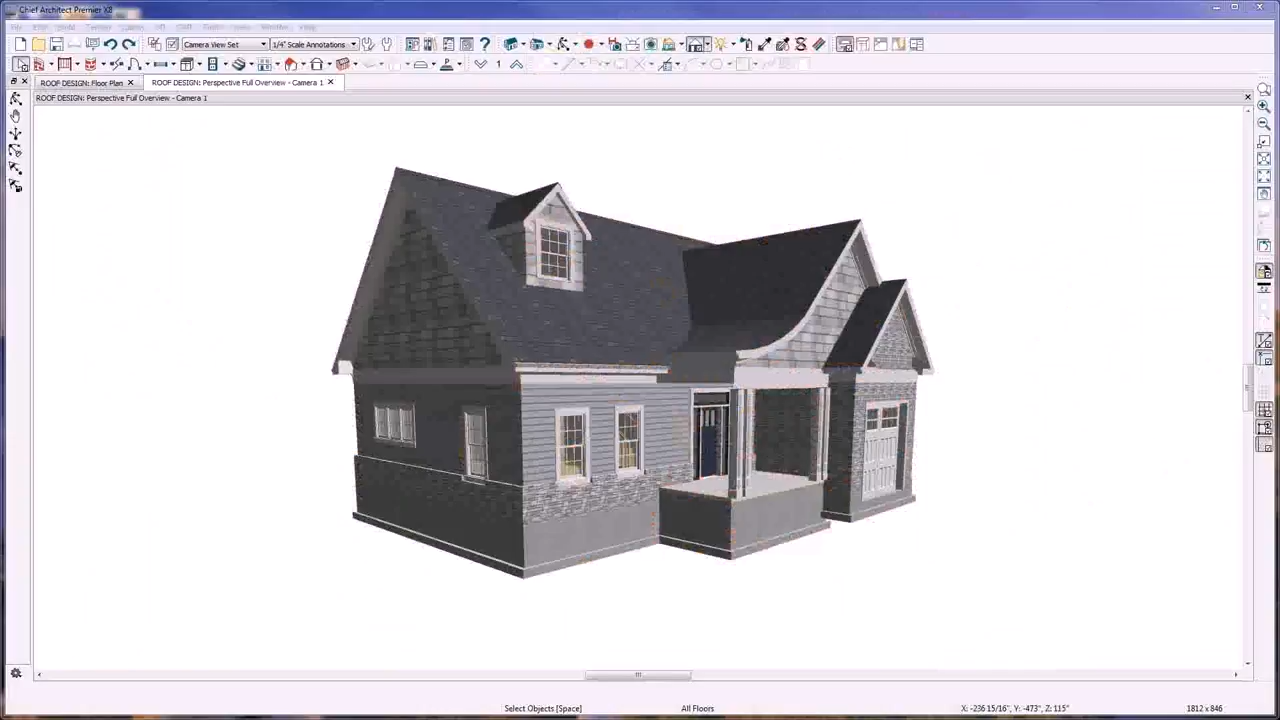 Chief Architect Premier X8
Camera View Set
1/4" Scale Annotations
1
ROOF DESIGN: Floor Plan
ROOF DESIGN: Perspective Full Overview - Camera 1
ROOF DESIGN: Perspective Full Overview - Camera 1
Select Objects [Space]
All Floors
X: -236 15/16", Y: -473", Z: 115"
1812 x 846